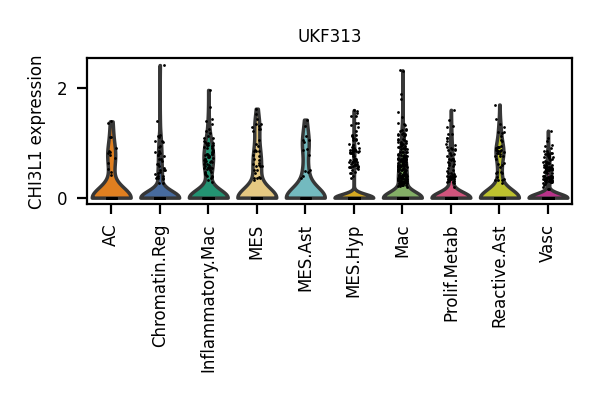 UKF313
CHI3L1 expression
2
0
AC
Chromatin.Reg
Inflammatory.Mac
MES
MES.Ast
MES.Hyp
Mac
Prolif.Metab
Reactive.Ast
Vasc